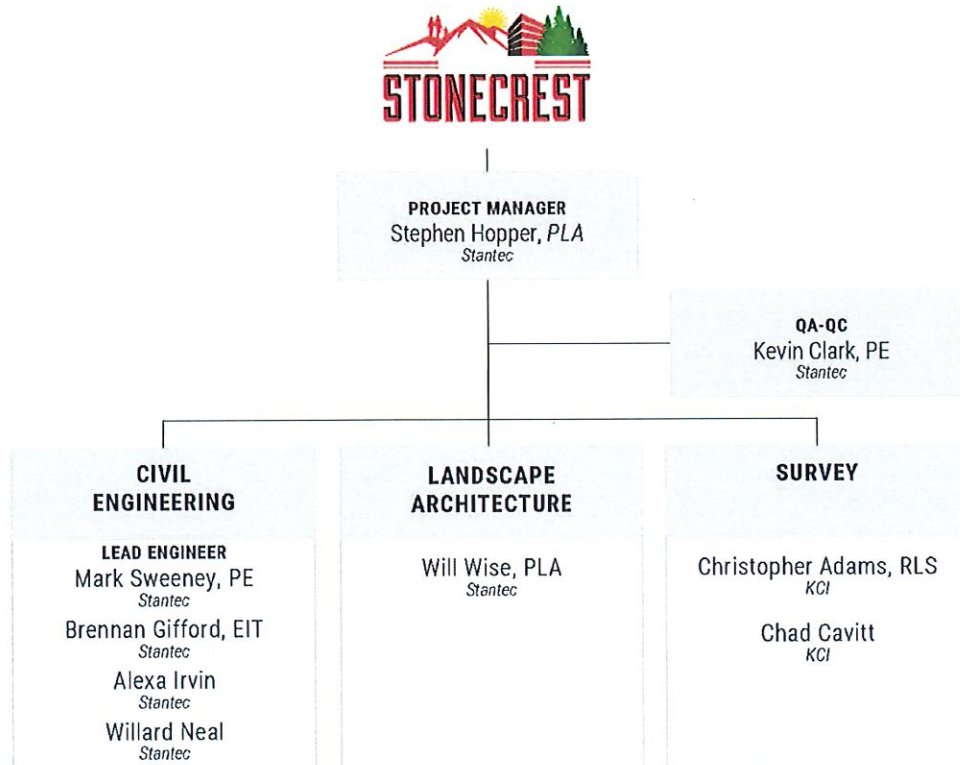 STONECREST
PROJECT MANAGER
Stephen Hopper, PLA
Stantec
QA-QC
Kevin Clark, PE
Stantec
CIVIL
ENGINEERING
LEAD ENGINEER
Mark Sweeney, PE
Stantec
Brennan Gifford, EIT
Stantec
Alexa Irvin
Stantec
Willard Neal
Stantec
LANDSCAPE
ARCHITECTURE
Will Wise, PLA
Stantec
SURVEY
Christopher Adams, RLS
KCI
Chad Cavitt
KCI